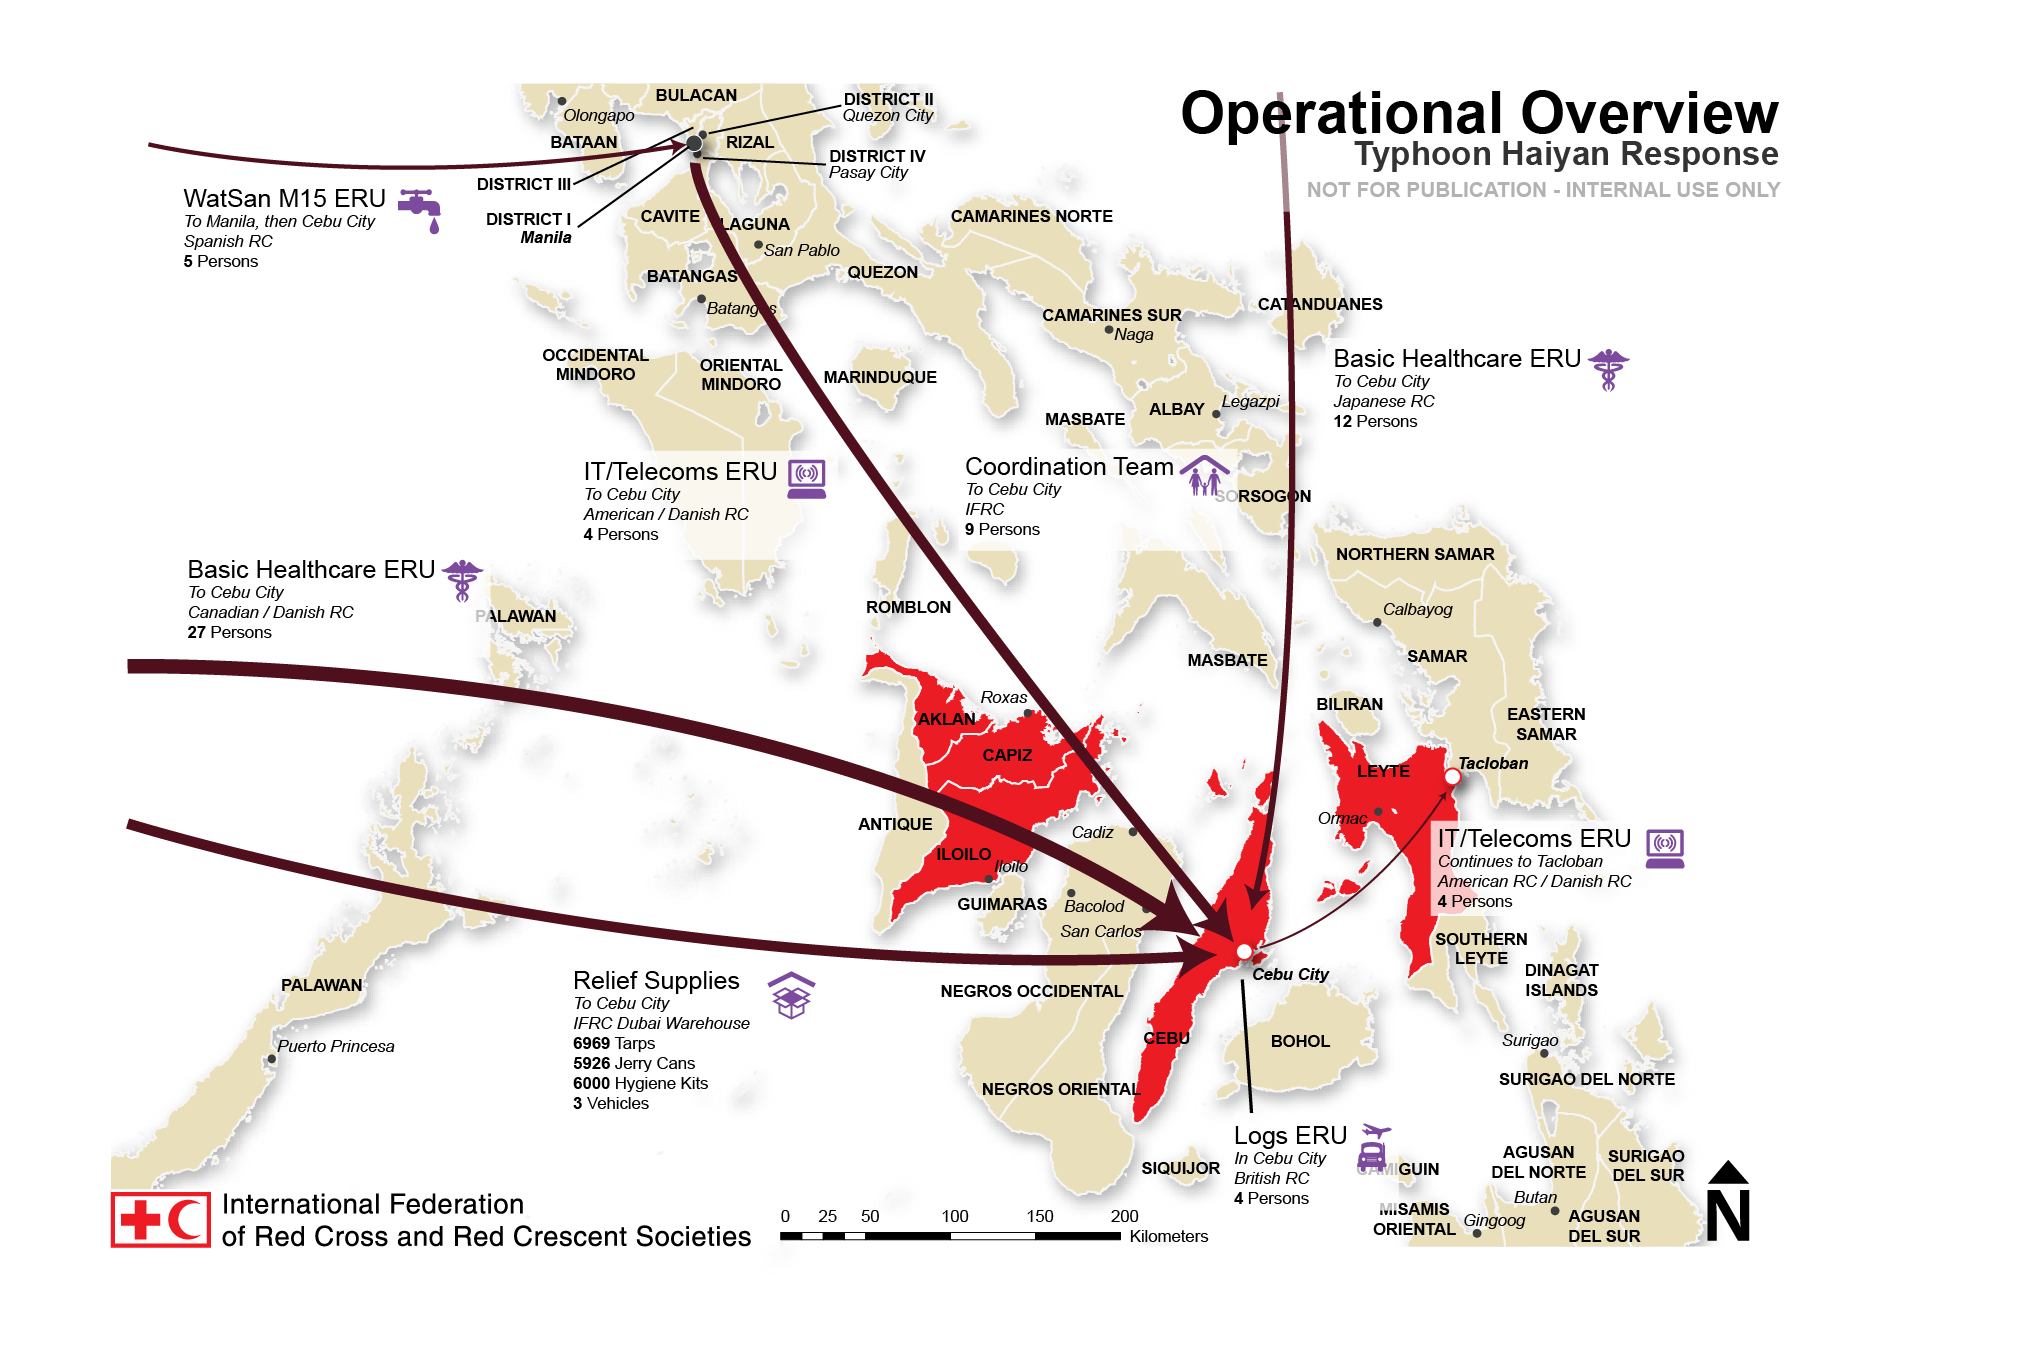 Operational Overview
Typhoon Haiyan Response
NOT FOR PUBLICATION - INTERNAL USE ONLY
BULACAN
Olongapo
BATAAN
RIZAL
DISTRICT II
Quezon City
DISTRICT IV
Pasay City
DISTRICT III
DISTRICT I
Manila
WatSan M15 ERU
To Manila, then Cebu City
Spanish RC
5 Persons
CAVITE
LAGUNA
San Pablo
BATANGAS
Batangas
QUEZON
CAMARINES NORTE
CAMARINES SUR
Naga
CATANDUANES
OCCIDENTAL
MINDORO
ORIENTAL
MINDORO
MARINDUQUE
MASBATE
ALBAY
Legazpi
Basic Healthcare ERU
To Cebu City
Japanese RC
12 Persons
IT/Telecoms ERU
To Cebu City
American / Danish RC
4 Persons
Coordination Team
To Cebu City
IFRC
9 Persons
SORSOGON
NORTHERN SAMAR
Basic Healthcare ERU
To Cebu City
Canadian / Danish RC
27 Persons
PALAWAN
ROMBLON
Calbayog
SAMAR
MASBATE
BILIRAN
EASTERN
SAMAR
Roxas
AKLAN
CAPIZ
LEYTE
Tacloban
Ormac
ANTIQUE
ILOILO
Iloilo
Cadiz
GUIMARAS
Bacolod
San Carlos
IT/Telecoms ERU
Continues to Tacloban
American RC / Danish RC
4 Persons
SOUTHERN
LEYTE
DINAGAT
ISLANDS
Cebu City
PALAWAN
Puerto Princesa
Relief Supplies
To Cebu City
IFRC Dubai Warehouse
6969 Tarps
5926 Jerry Cans
6000 Hygiene Kits
3 Vehicles
NEGROS OCCIDENTAL
CEBU
BOHOL
NEGROS ORIENTAL
Surigao
SURIGAO DEL NORTE
Logs ERU
In Cebu City
British RC
4 Persons
SIQUIJOR
CAMIGUIN
AGUSAN
DEL NORTE
SURIGAO
DEL SUR
Butan
MISAMIS
ORIENTAL
Gingoog
AGUSAN
DEL SUR
N
International Federation
of Red Cross and Red Crescent Societies
0 25 50 100 150 200
Kilometers